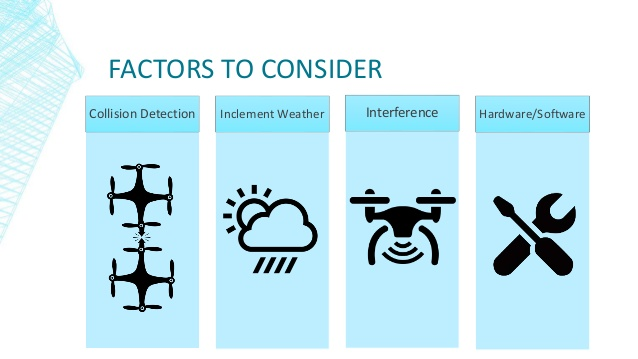 FACTORS TO CONSIDER
Collision Detection
Inclement Weather
Interference
Hardware/Software